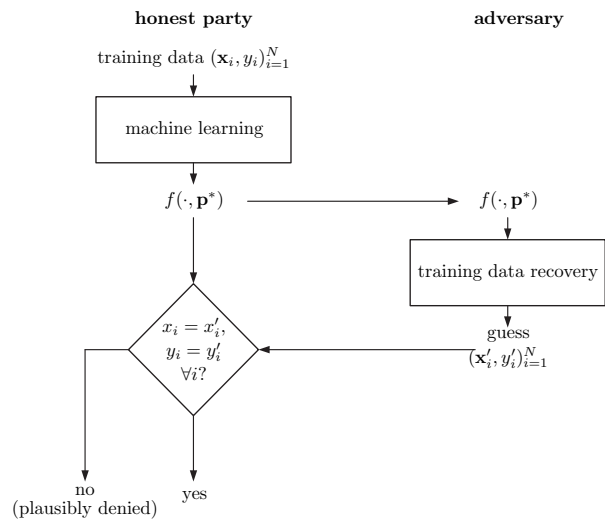 honest party
adversary
training data (𝐱ᵢ, yᵢ)ᵢ₌₁ᴺ
machine learning
f(·, 𝐩*)
f(·, 𝐩*)
training data recovery
guess
(𝐱′ᵢ, y′ᵢ)ᵢ₌₁ᴺ
xᵢ = x′ᵢ,
yᵢ = y′ᵢ
∀i?
no
(plausibly denied)
yes